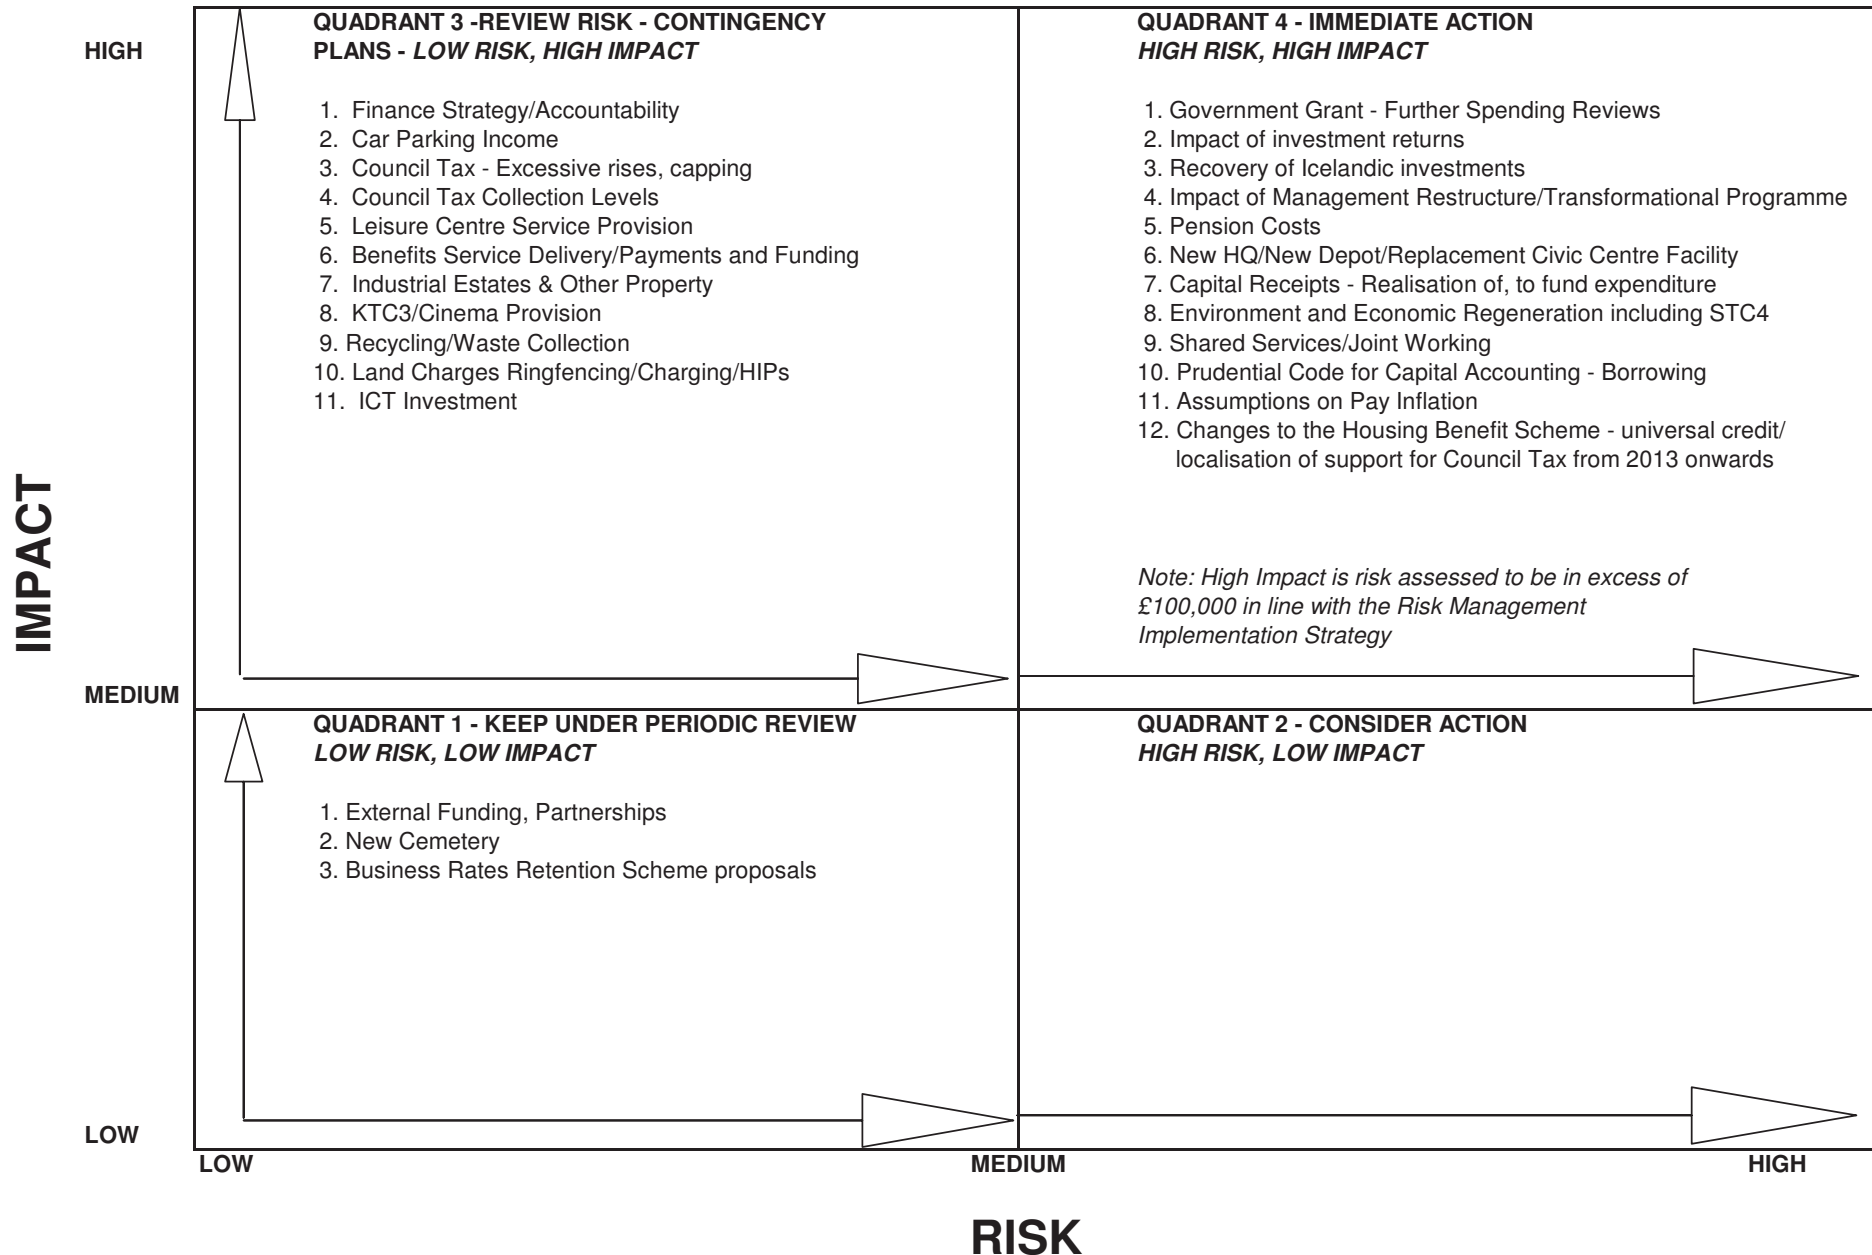 IMPACT
HIGH
MEDIUM
LOW
QUADRANT 3 -REVIEW RISK - CONTINGENCY
PLANS - LOW RISK, HIGH IMPACT
1. Finance Strategy/Accountability
2. Car Parking Income
3. Council Tax - Excessive rises, capping
4. Council Tax Collection Levels
5. Leisure Centre Service Provision
6. Benefits Service Delivery/Payments and Funding
7. Industrial Estates & Other Property
8. KTC3/Cinema Provision
9. Recycling/Waste Collection
10. Land Charges Ringfencing/Charging/HIPs
11. ICT Investment
QUADRANT 4 - IMMEDIATE ACTION
HIGH RISK, HIGH IMPACT
1. Government Grant - Further Spending Reviews
2. Impact of investment returns
3. Recovery of Icelandic investments
4. Impact of Management Restructure/Transformational Programme
5. Pension Costs
6. New HQ/New Depot/Replacement Civic Centre Facility
7. Capital Receipts - Realisation of, to fund expenditure
8. Environment and Economic Regeneration including STC4
9. Shared Services/Joint Working
10. Prudential Code for Capital Accounting - Borrowing
11. Assumptions on Pay Inflation
12. Changes to the Housing Benefit Scheme - universal credit/
localisation of support for Council Tax from 2013 onwards
Note: High Impact is risk assessed to be in excess of
£100,000 in line with the Risk Management
Implementation Strategy
QUADRANT 1 - KEEP UNDER PERIODIC REVIEW
LOW RISK, LOW IMPACT
1. External Funding, Partnerships
2. New Cemetery
3. Business Rates Retention Scheme proposals
QUADRANT 2 - CONSIDER ACTION
HIGH RISK, LOW IMPACT
LOW
MEDIUM
HIGH
RISK